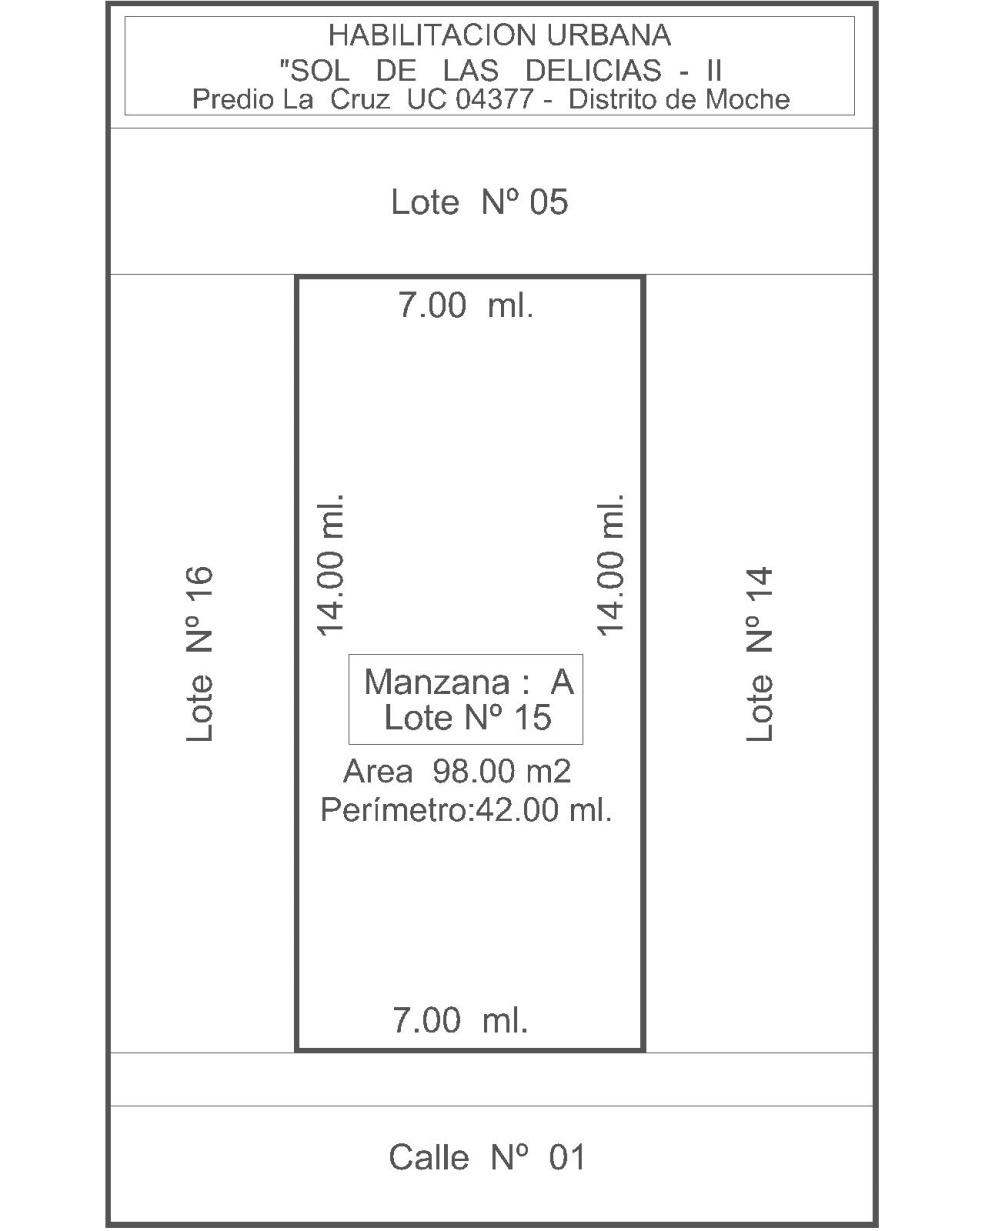 HABILITACION URBANA
"SOL DE LAS DELICIAS - II
Predio La Cruz UC 04377 - Distrito de Moche
Lote Nº 05
7.00 ml.
14.00 ml.
14.00 ml.
Lote Nº 16
Lote Nº 14
Manzana : A
Lote Nº 15
Area 98.00 m2
Perímetro:42.00 ml.
7.00 ml.
Calle Nº 01